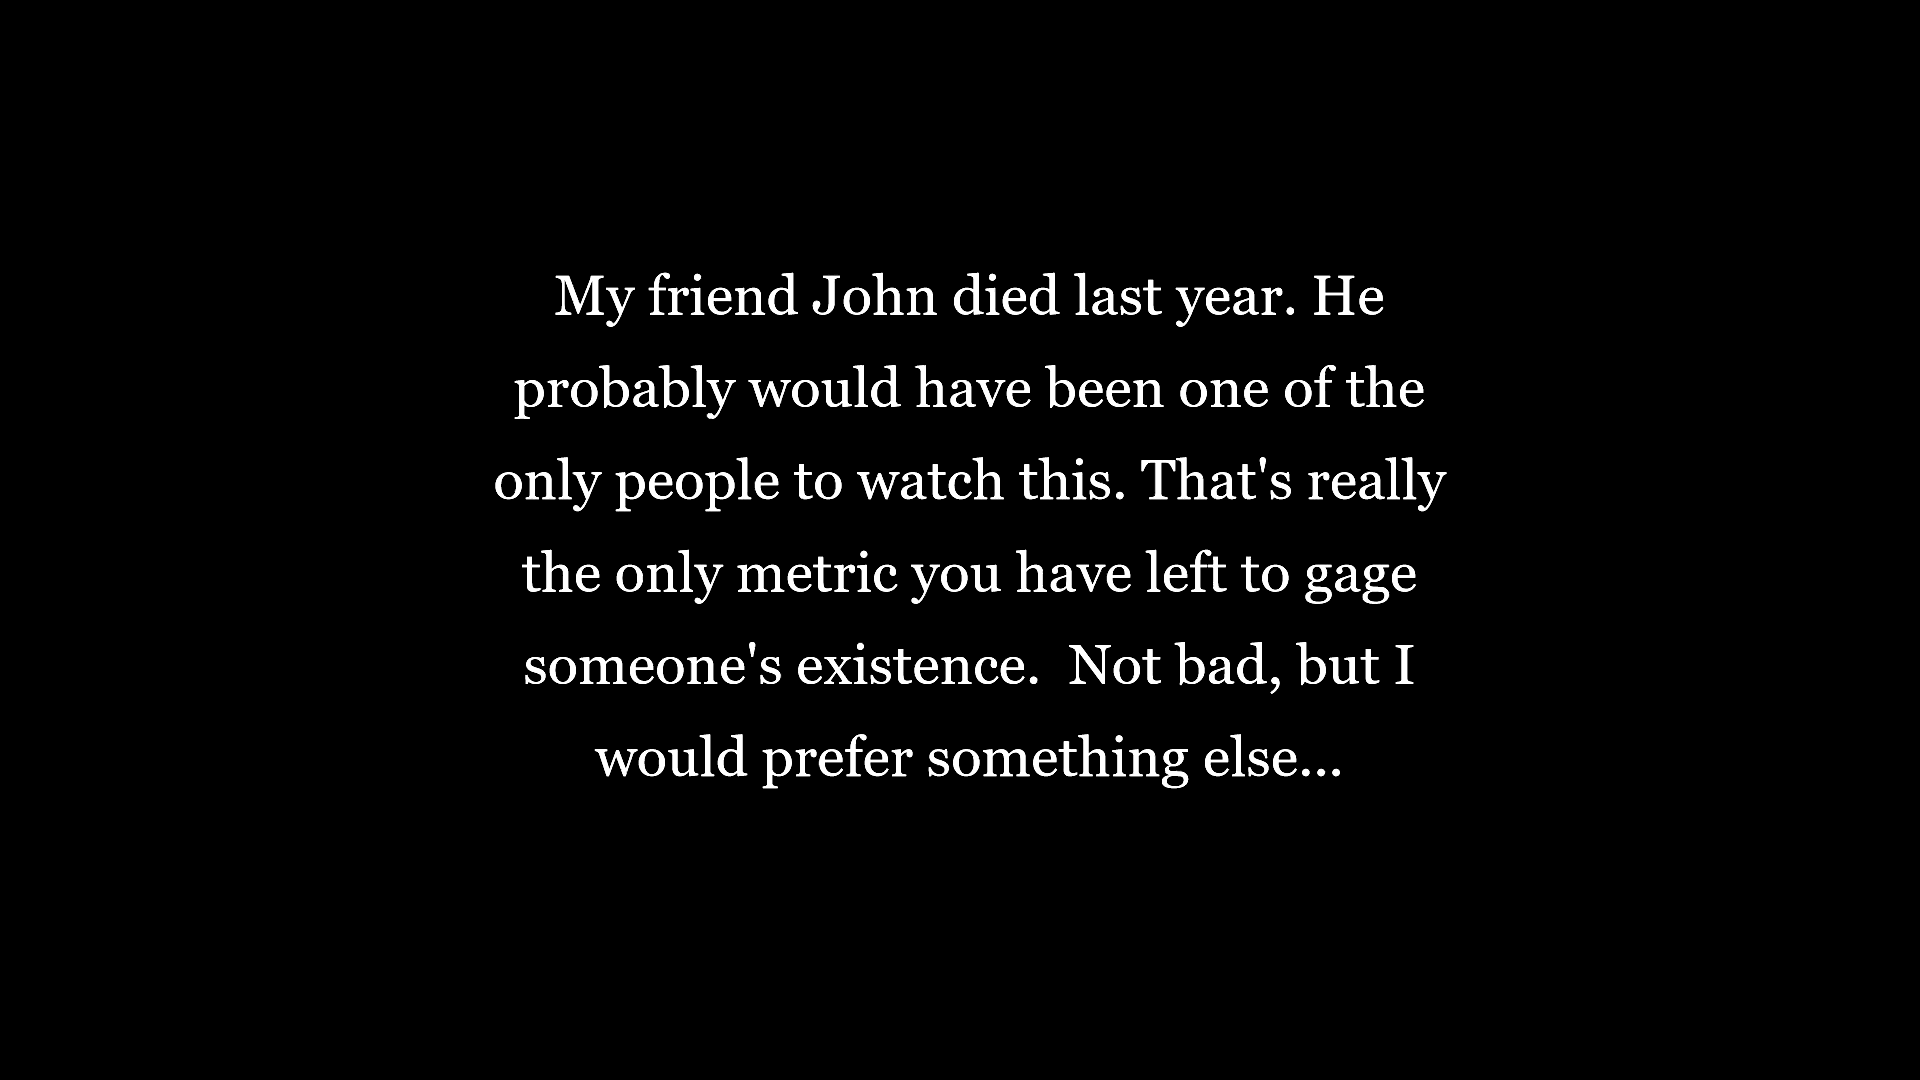 My friend John died last year. He
probably would have been one of the
only people to watch this. That's really
the only metric you have left to gage
someone's existence.  Not bad, but I
would prefer something else...